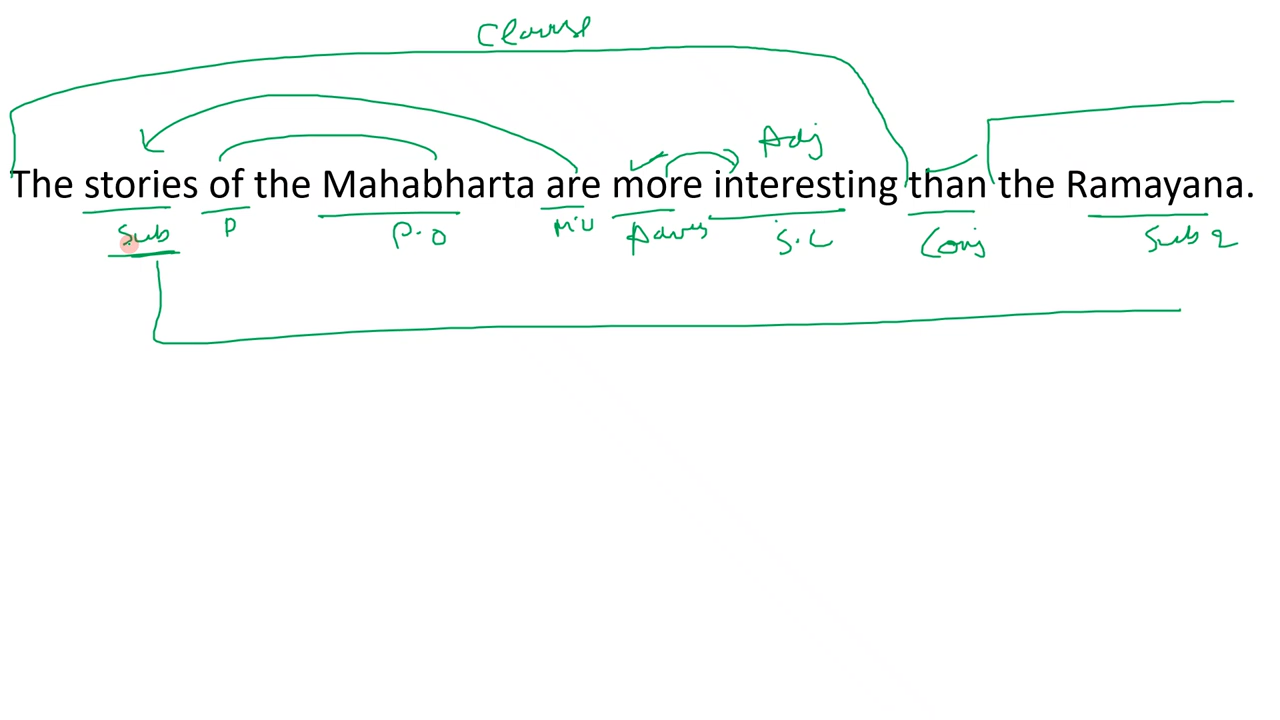 Clause
Adj
The stories of the Mahabharta are more interesting than the Ramayana.
Sub P P.O M.V Adverb S.C Conj Sub 2